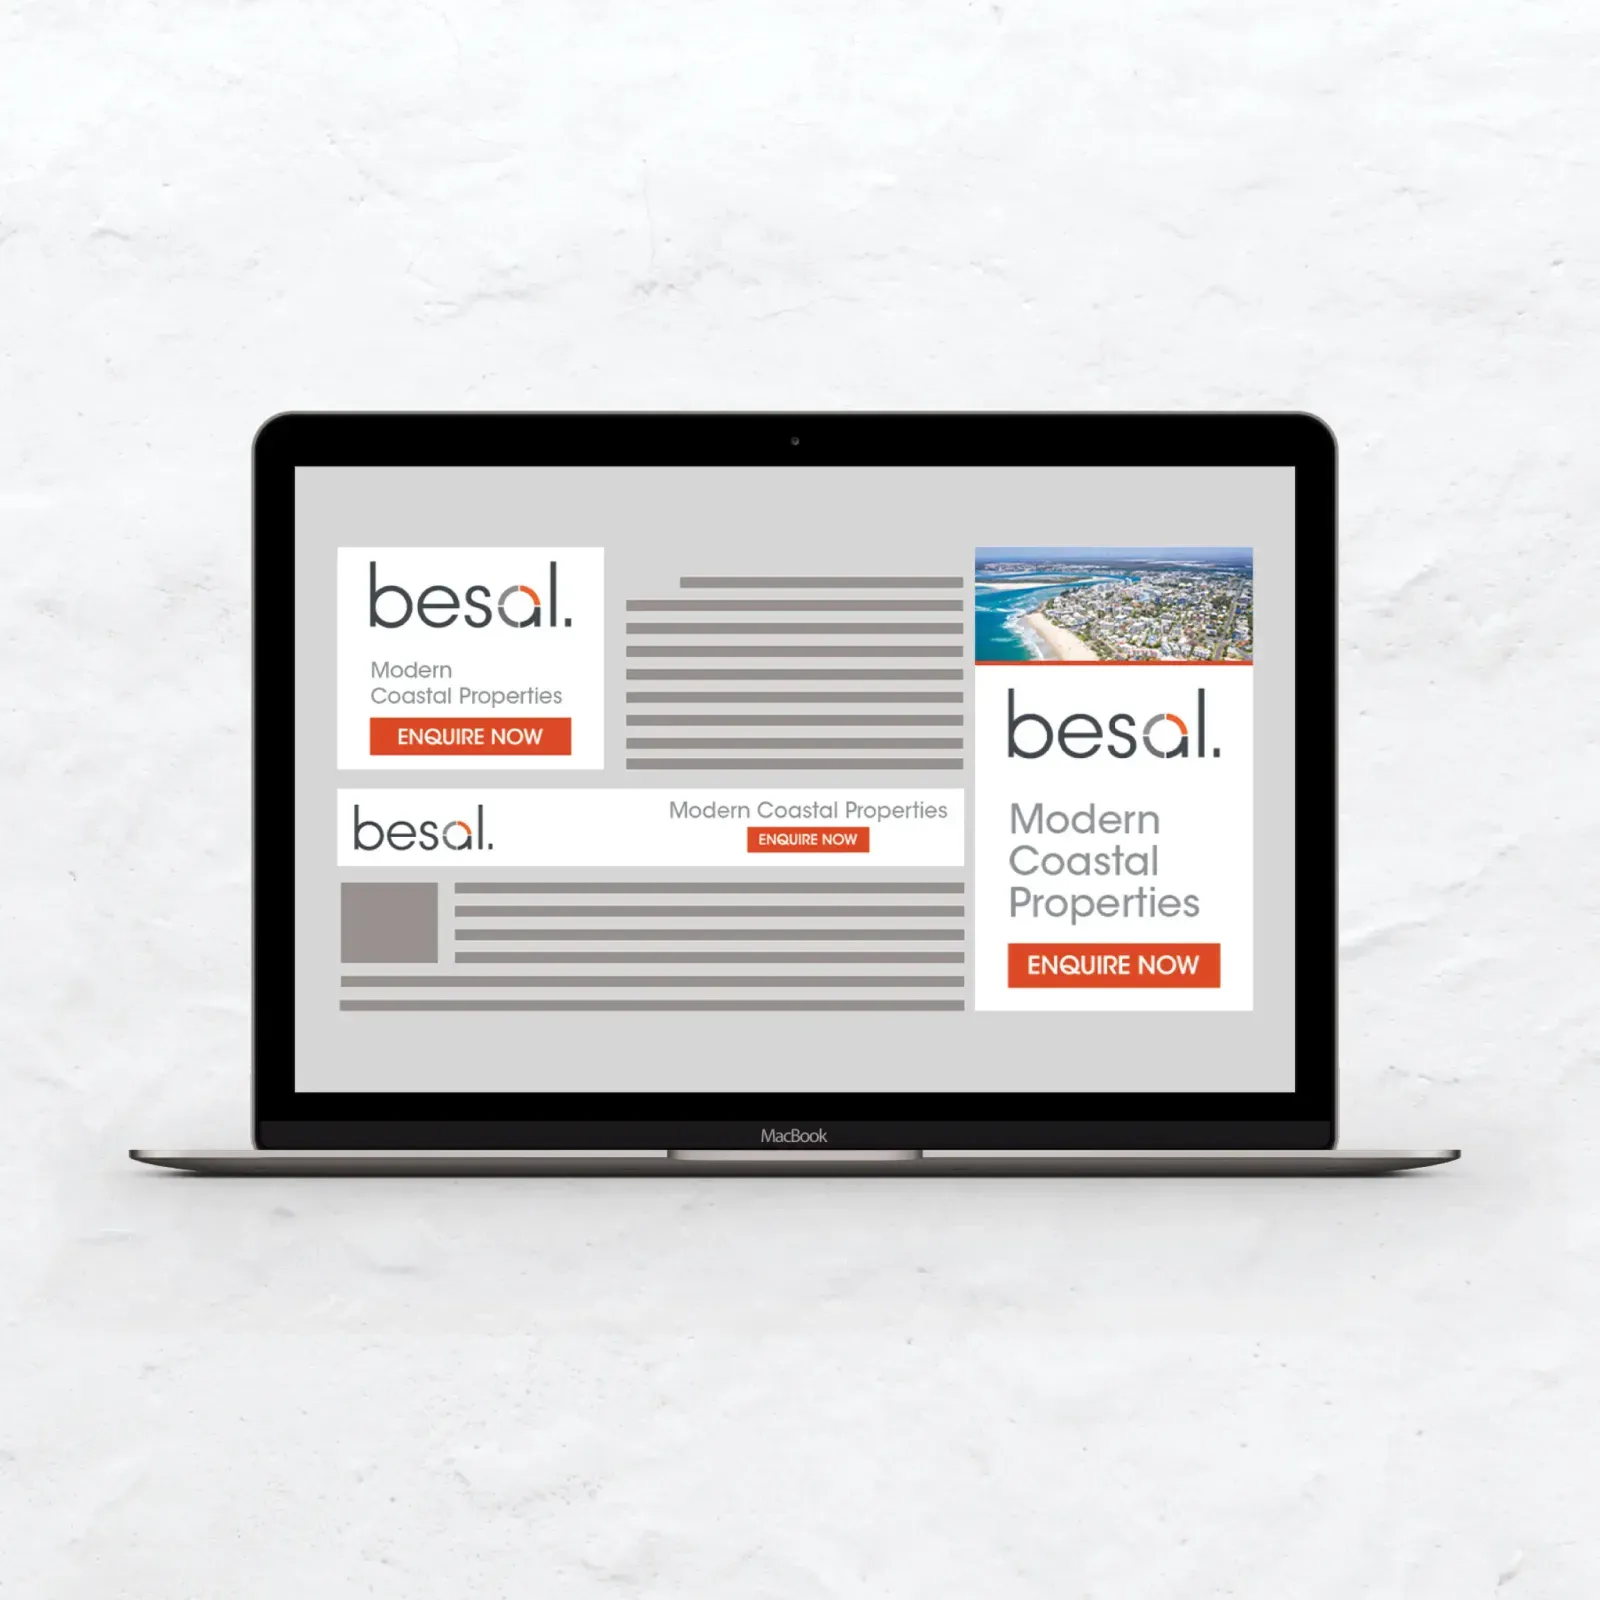 besal.
Modern
Coastal Properties
ENQUIRE NOW
besal.
Modern Coastal Properties
ENQUIRE NOW
besal.
Modern
Coastal
Properties
ENQUIRE NOW
MacBook